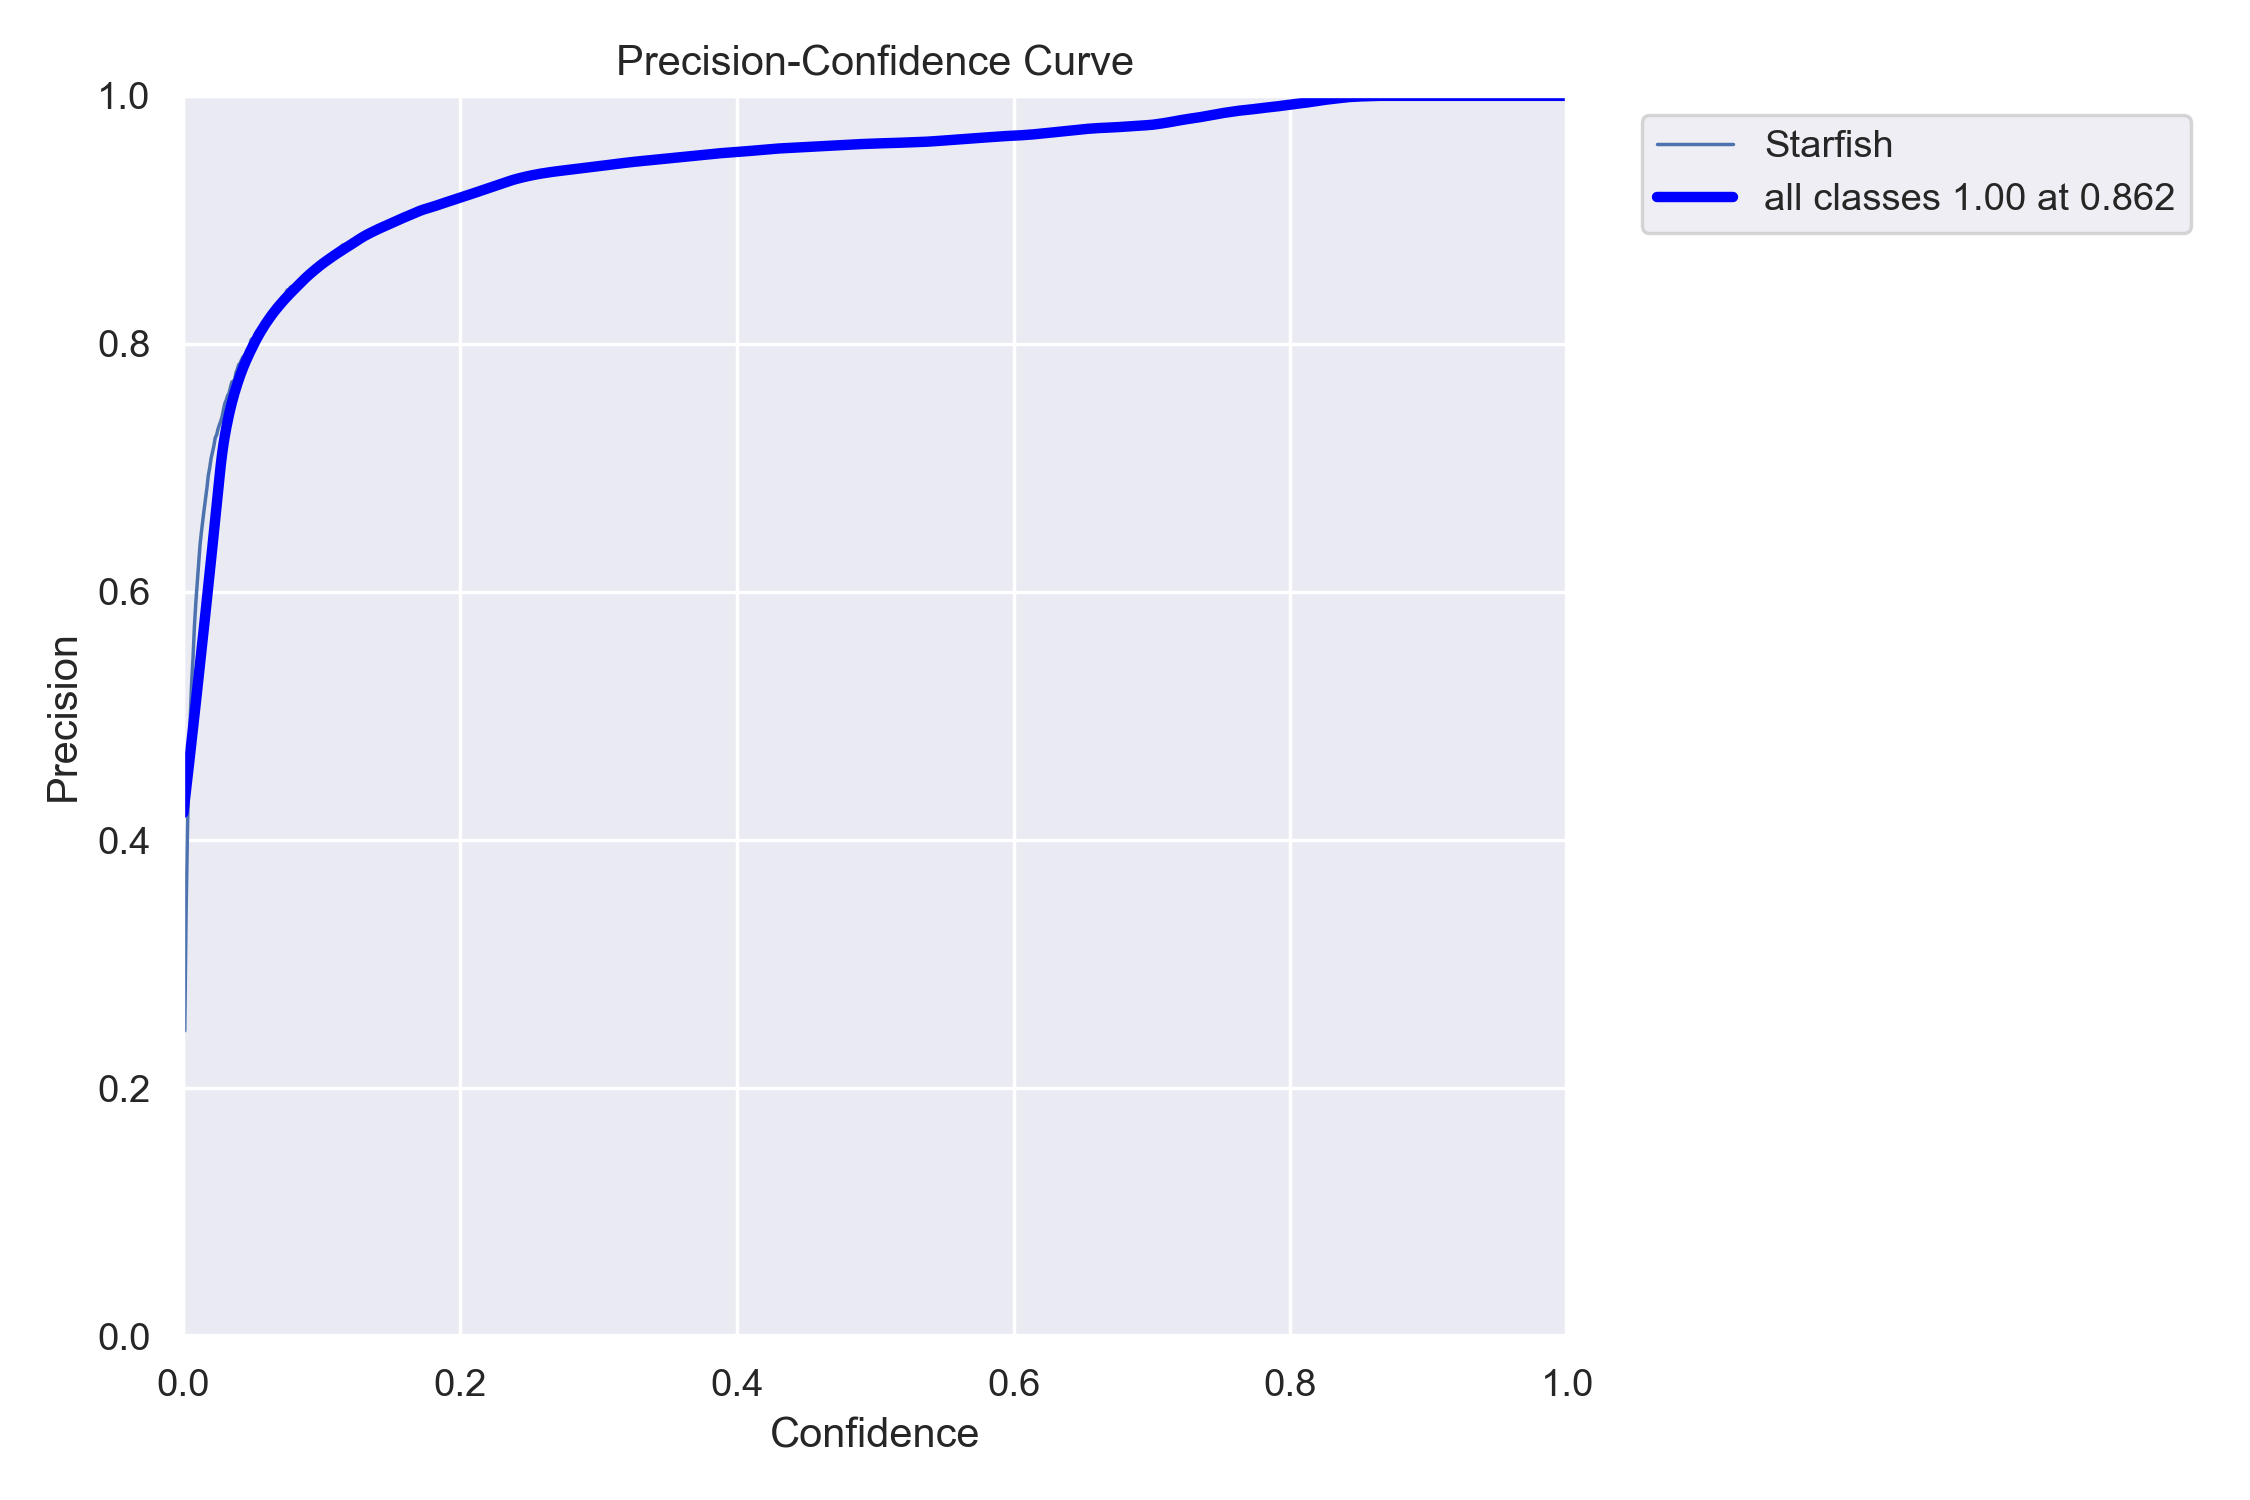 Precision-Confidence Curve
1.0
0.8
0.6
0.4
0.2
0.0
Precision
0.0 0.2 0.4 0.6 0.8 1.0
Confidence
Starfish
all classes 1.00 at 0.862